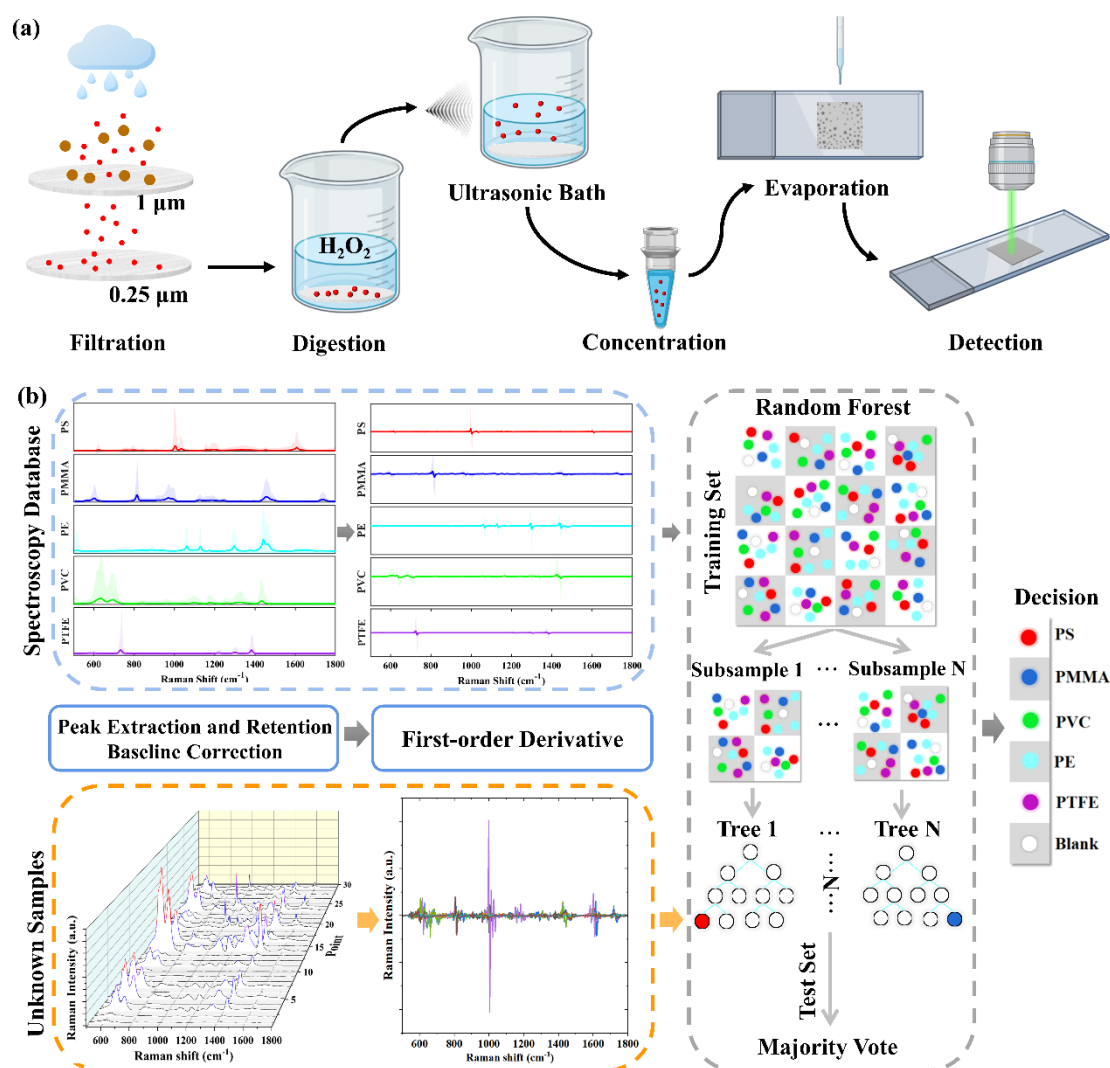 (a)
1 μm
0.25 μm
Filtration
H₂O₂
Digestion
Ultrasonic Bath
Concentration
Evaporation
Detection
(b)
Spectroscopy Database
PS
PMMA
PE
PVC
PTFE
600 800 1000 1200 1400 1600 1800
Raman Shift (cm⁻¹)
PS
PMMA
PE
PVC
PTFE
600 800 1000 1200 1400 1600 1800
Raman Shift (cm⁻¹)
Peak Extraction and Retention
Baseline Correction
First-order Derivative
Unknown Samples
Raman Intensity (a.u.)
600 800 1000 1200 1400 1600 1800
Raman shift (cm⁻¹)
5
10
15
20
25
30
Point
Raman Intensity (a.u.)
600 800 1000 1200 1400 1600 1800
Raman shift (cm⁻¹)
Random Forest
Training Set
Subsample 1 ... Subsample N
...
Tree 1 ... Tree N
...N...
Test Set
Majority Vote
Decision
PS
PMMA
PVC
PE
PTFE
Blank